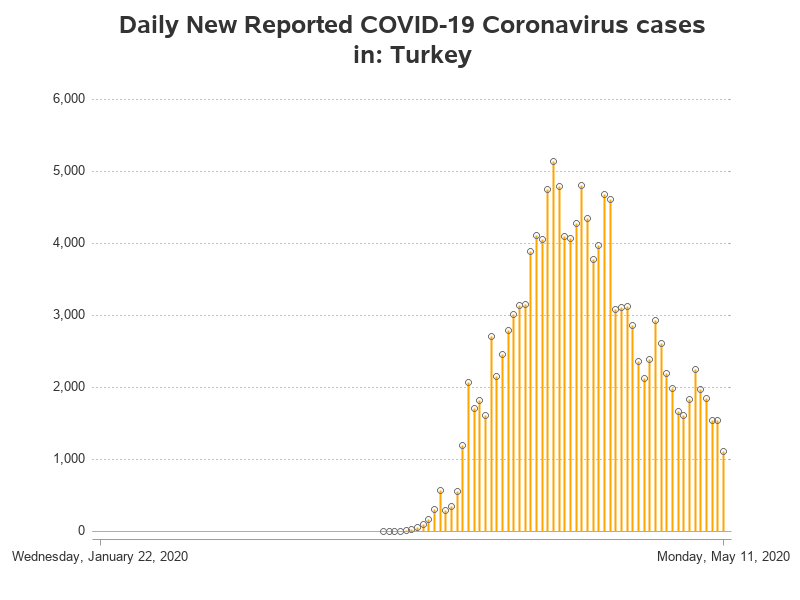 Daily New Reported COVID-19 Coronavirus cases
in: Turkey
6,000
5,000
4,000
3,000
2,000
1,000
0
Wednesday, January 22, 2020
Monday, May 11, 2020